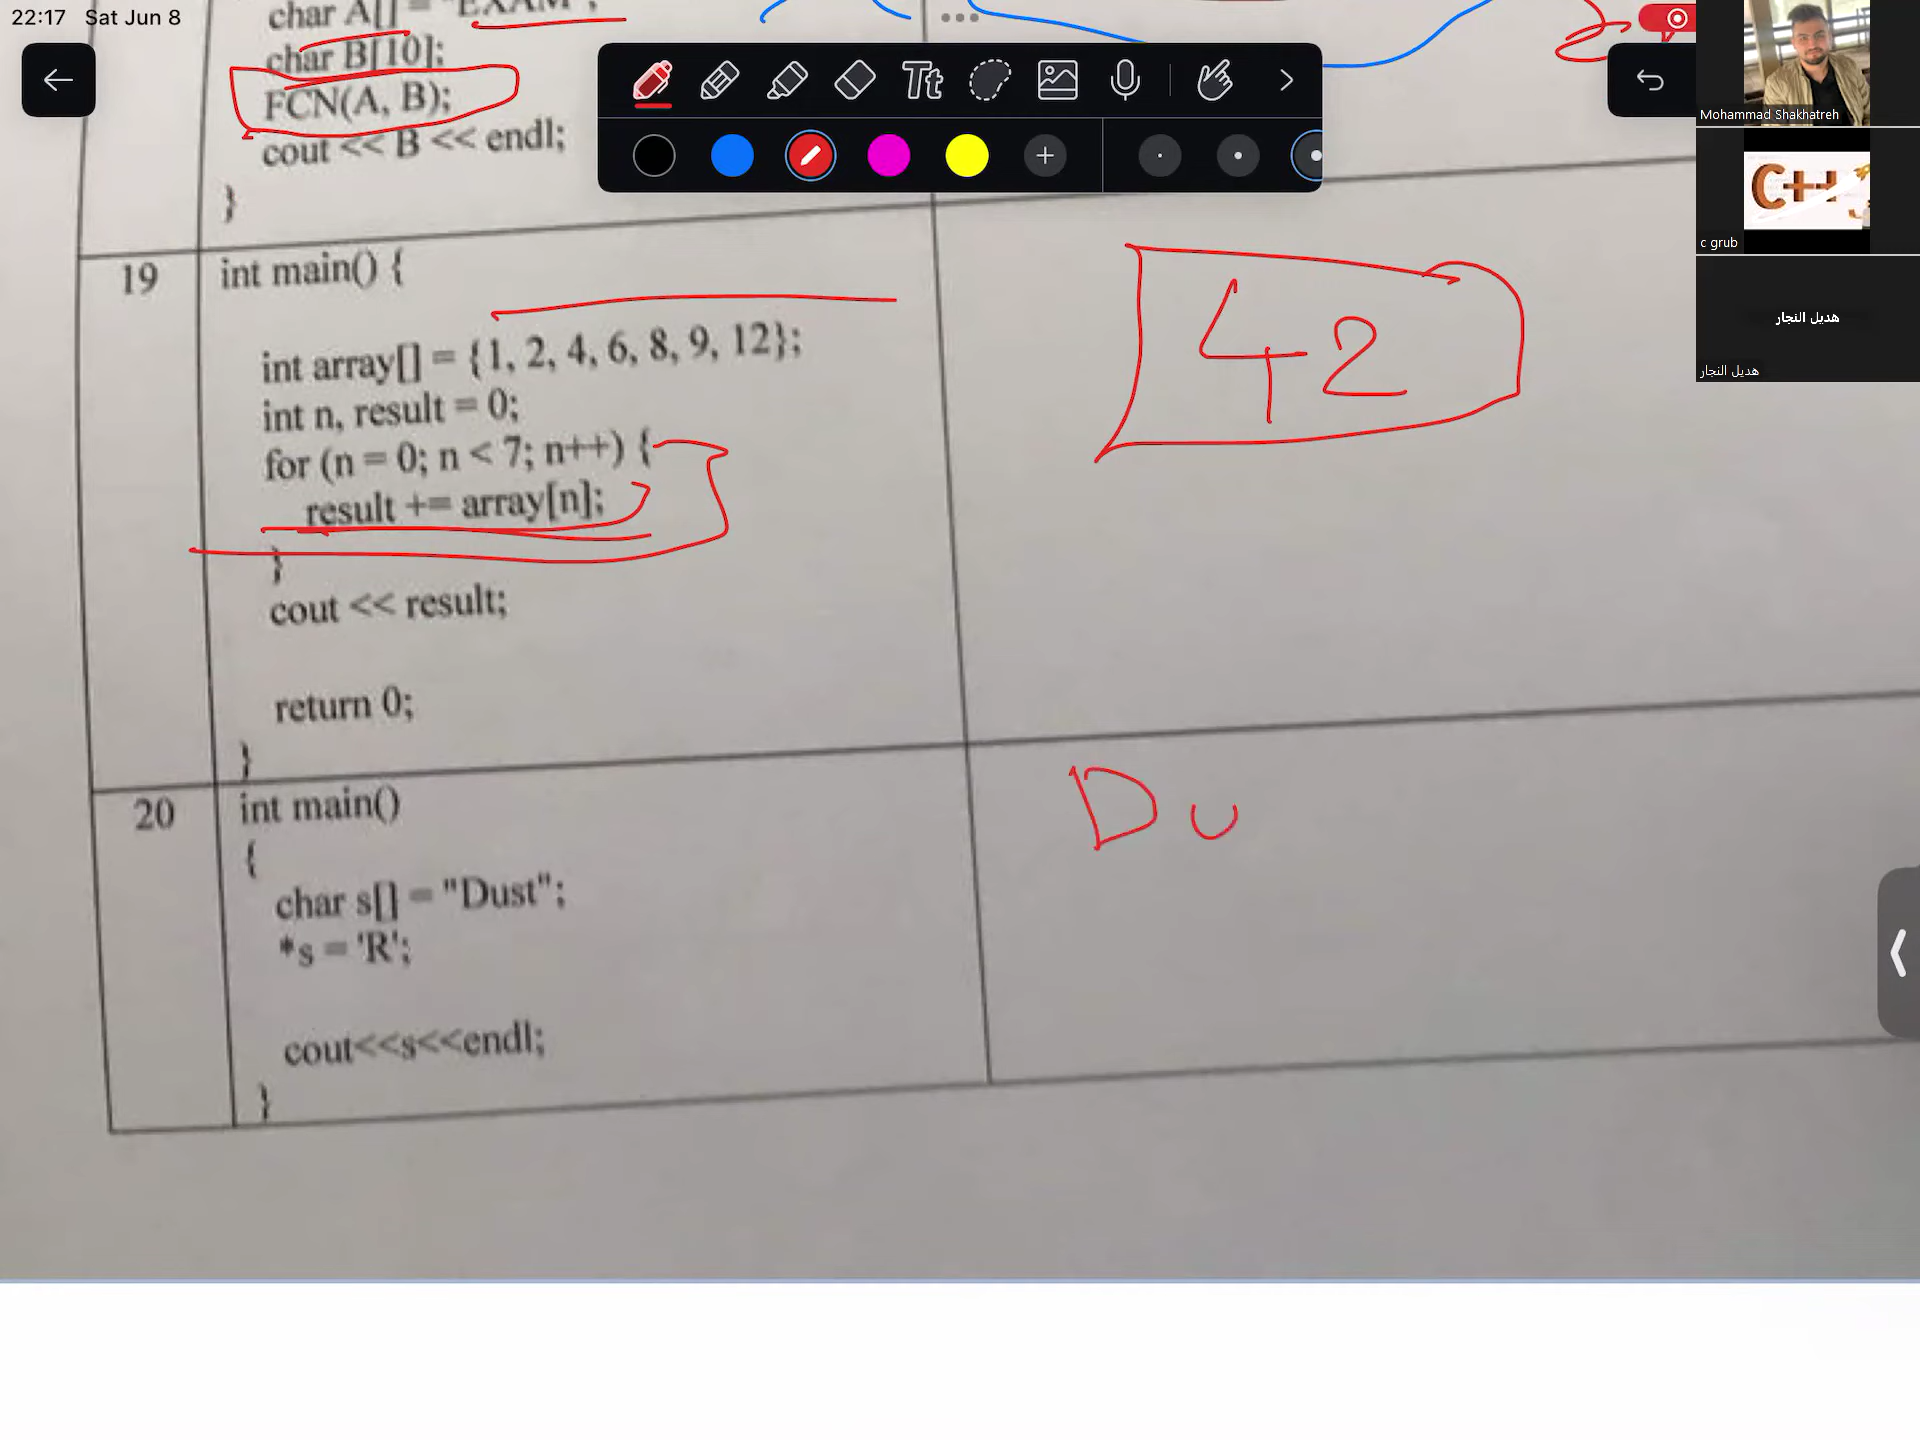 22:17 Sat Jun 8
char A[] = "EXAM";
char B[10];
FCN(A, B);
cout << B << endl;
}
Tt
Mohammad Shakhatreh
C++
c grub
هديل النجار
هديل النجار
19
int main() {
int array[] = {1, 2, 4, 6, 8, 9, 12};
int n, result = 0;
for (n = 0; n < 7; n++) {
result += array[n];
}
cout << result;
return 0;
}
42
20
int main()
{
char s[] = "Dust";
*s = 'R';
cout<<s<<endl;
}
Du